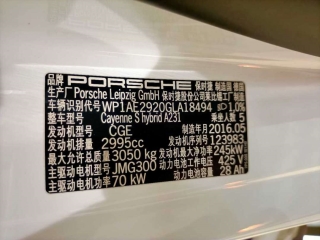 品牌 PORSCHE 保时捷 制造国 德国
生产厂 Porsche Leipzig GmbH 保时捷股份公司莱比锡工厂
车辆识别代号 WP1AE2920GLA18494 1.0%
整车型号 Cayenne S hybrid A231 乘坐人数 5
发动机型号 CGE 制造年月 2016.05
发动机排量 2995cc 发动机序列号 123983
最大允许总质量 3050 kg 发动机最大净功率 245kW
主驱动电机型号 JMG300 动力电池工作电压 425 V
主驱动电机功率 70 kW 动力电池容量 28 Ah